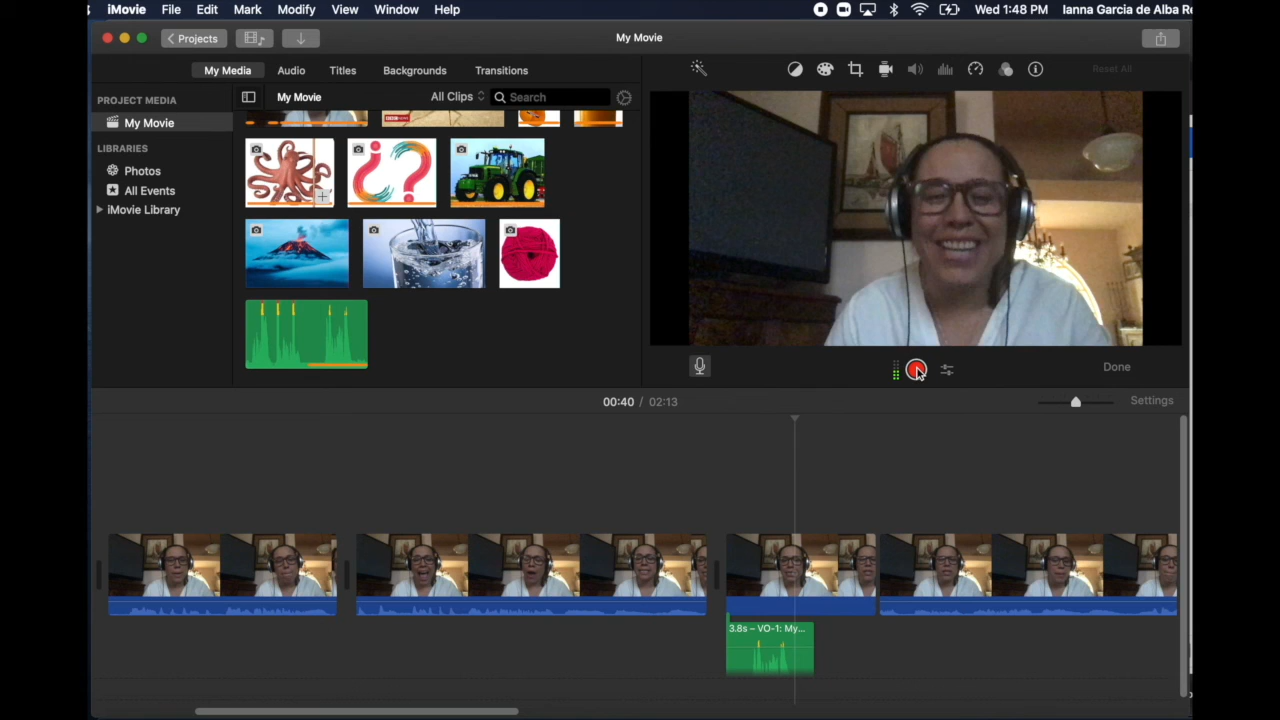 iMovie File Edit Mark Modify View Window Help Wed 1:48 PM Ianna Garcia de Alba R
Projects My Movie
My Media Audio Titles Backgrounds Transitions Reset All
PROJECT MEDIA My Movie All Clips Search
My Movie
LIBRARIES
Photos
All Events
iMovie Library
Done
00:40 / 02:13 Settings
3.8s – VO-1: My...